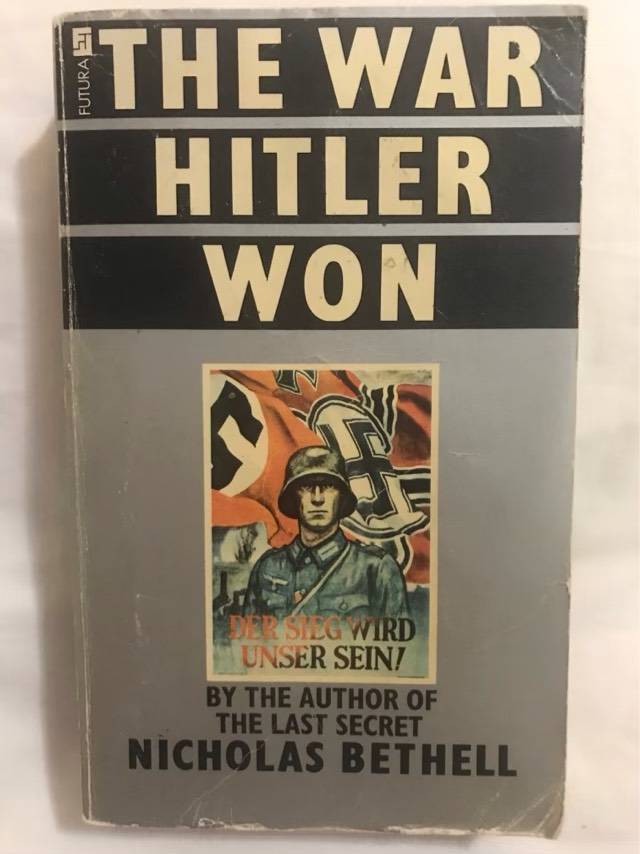 FUTURA
THE WAR
HITLER
WON
DER SIEG WIRD
UNSER SEIN!
BY THE AUTHOR OF
THE LAST SECRET
NICHOLAS BETHELL